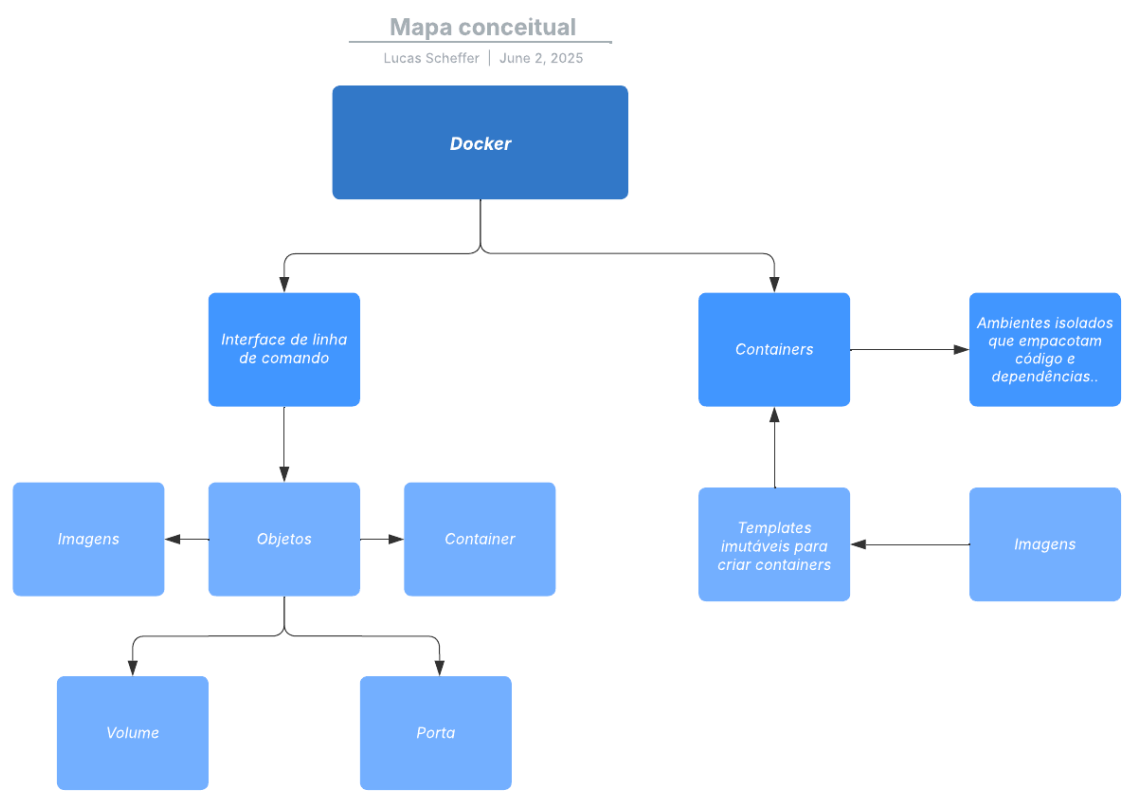 Mapa conceitual
Lucas Scheffer | June 2, 2025
Docker
Interface de linha
de comando
Containers
Ambientes isolados
que empacotam
código e
dependências..
Imagens
Objetos
Container
Templates
imutáveis para
criar containers
Imagens
Volume
Porta